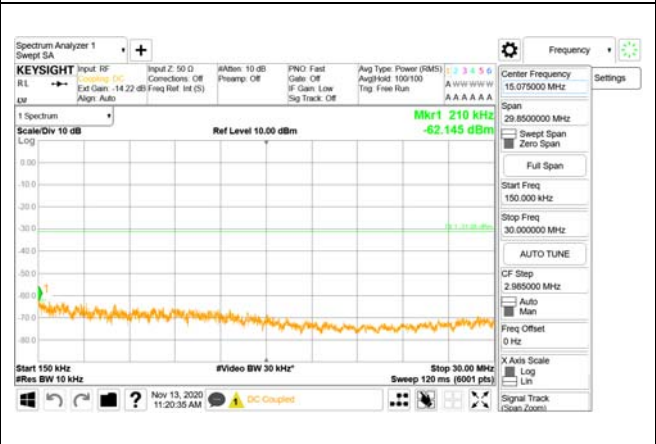 Spectrum Analyzer 1
Swept SA
+
Frequency
KEYSIGHT
RL
Input: RF
Coupling: DC
Ext Gain: -14.22 dB
Align: Auto
Input Z: 50 Ω
Corrections: Off
Freq Ref: Int (S)
#Atten: 10 dB
Preamp: Off
PNO: Fast
Gate: Off
IF Gain: Low
Sig Track: Off
Avg Type: Power (RMS)
Avg|Hold: 100/100
Trig: Free Run
1 2 3 4 5 6
A W W W W W
A A A A A A
1 Spectrum
Scale/Div 10 dB
Log
Ref Level 10.00 dBm
Mkr1 210 kHz
-62.145 dBm
0.00
-10.0
-20.0
-30.0
-40.0
-50.0
-60.0
-70.0
-80.0
1
Start 150 kHz
#Res BW 10 kHz
#Video BW 30 kHz*
Stop 30.00 MHz
Sweep 120 ms (6001 pts)
Center Frequency
15.075000 MHz
Settings
Span
29.8500000 MHz
Swept Span
Zero Span
Full Span
Start Freq
150.000 kHz
Stop Freq
30.000000 MHz
AUTO TUNE
CF Step
2.985000 MHz
Auto
Man
Freq Offset
0 Hz
X Axis Scale
Log
Lin
Signal Track
(Span Zoom)
?
Nov 13, 2020
11:20:35 AM
1
DC Coupled